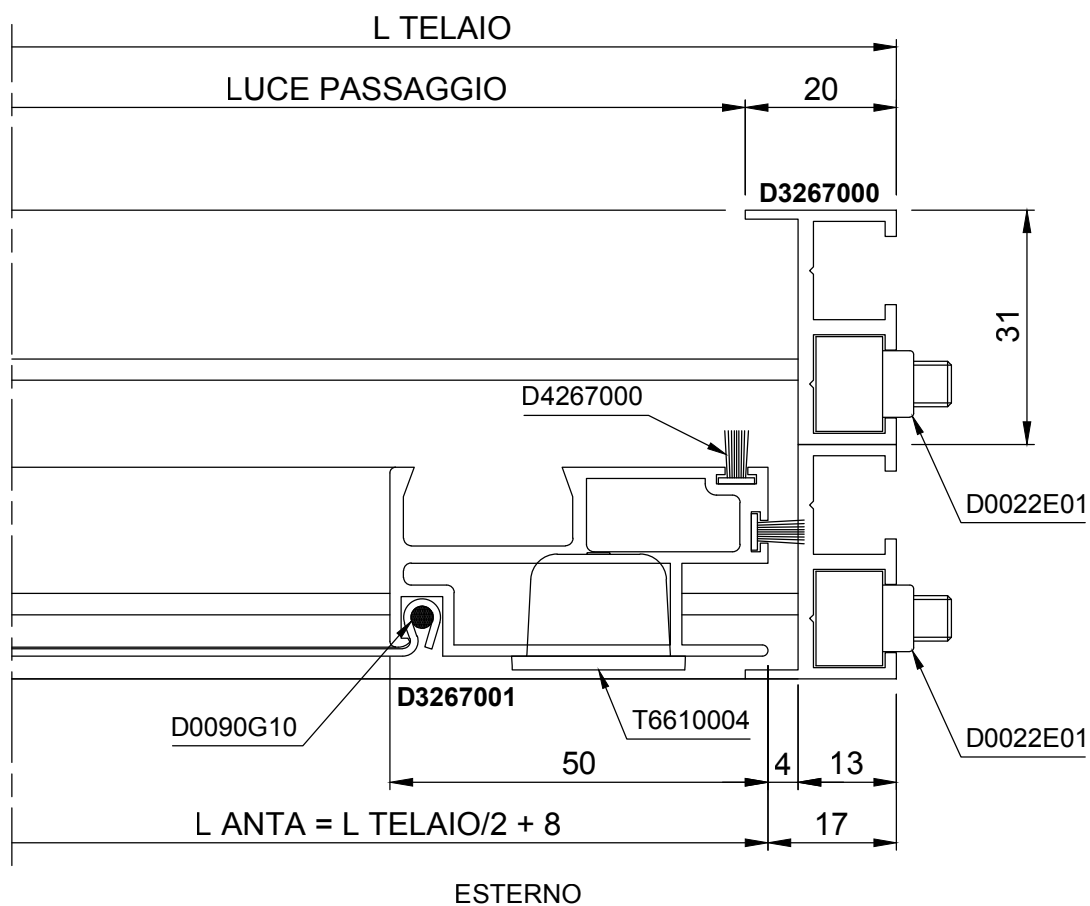 L TELAIO
LUCE PASSAGGIO
20
D3267000
31
D4267000
D0022E01
D3267001
D0090G10
T6610004
D0022E01
50
4
13
L ANTA = L TELAIO/2 + 8
17
ESTERNO